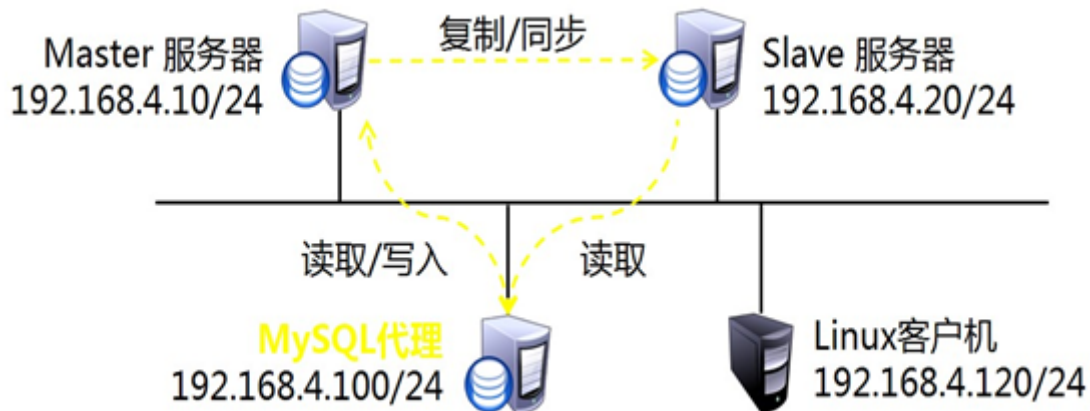 复制/同步
Master 服务器
192.168.4.10/24
Slave 服务器
192.168.4.20/24
读取/写入
读取
MySQL代理
192.168.4.100/24
Linux客户机
192.168.4.120/24